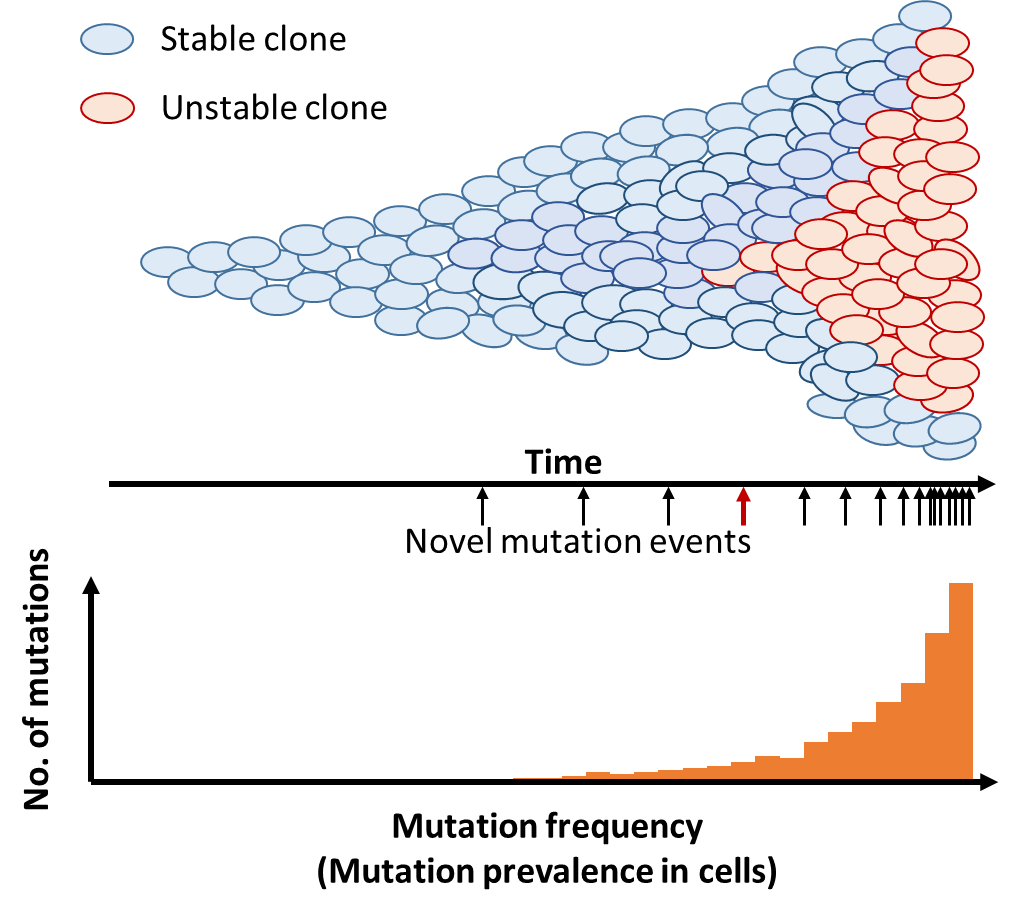 Stable clone
Unstable clone
Time
Novel mutation events
No. of mutations
Mutation frequency
(Mutation prevalence in cells)